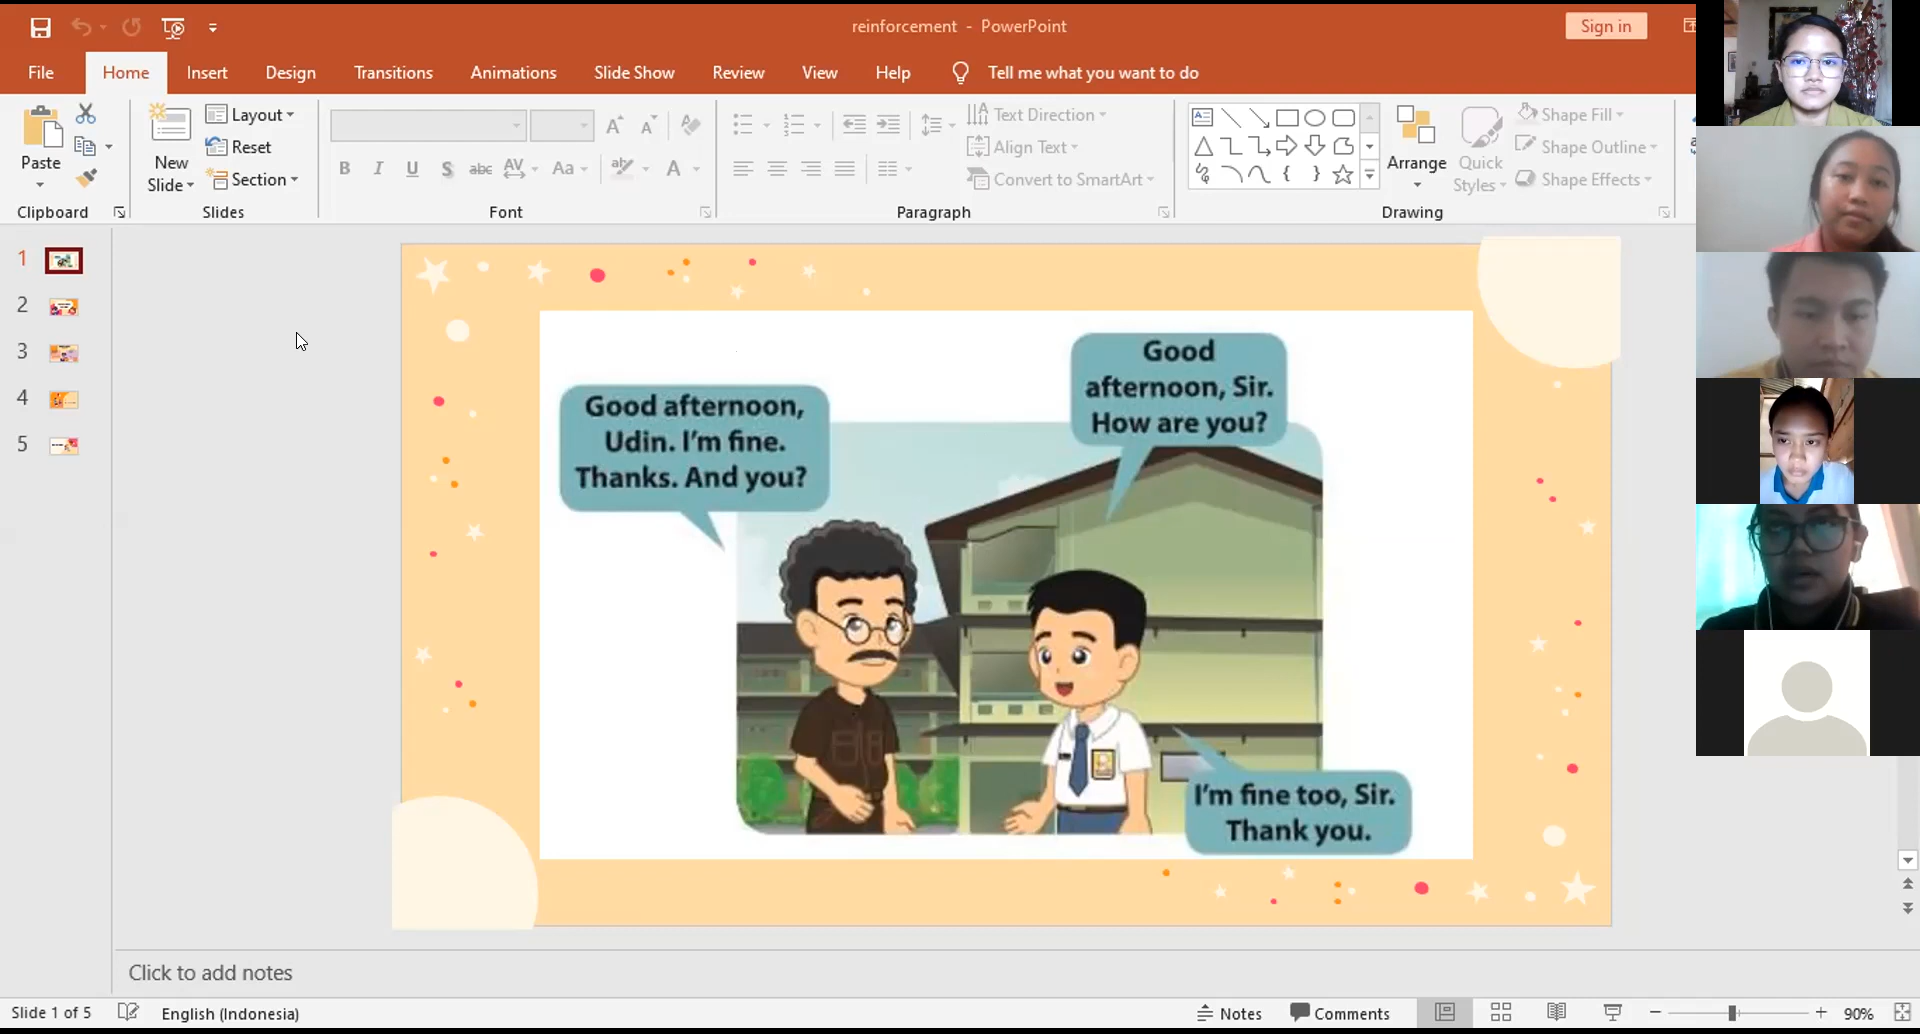 reinforcement - PowerPoint
Sign in
File
Home
Insert
Design
Transitions
Animations
Slide Show
Review
View
Help
Tell me what you want to do
Paste
Clipboard
New
Slide
Layout
Reset
Section
Slides
B
I
U
S
abc
AV
Aa
A
Font
Text Direction
Align Text
Convert to SmartArt
Paragraph
Arrange
Quick
Styles
Shape Fill
Shape Outline
Shape Effects
Drawing
1
2
3
4
5
Good
afternoon, Sir.
How are you?
Good afternoon,
Udin. I'm fine.
Thanks. And you?
I'm fine too, Sir.
Thank you.
Click to add notes
Slide 1 of 5
English (Indonesia)
Notes
Comments
90%